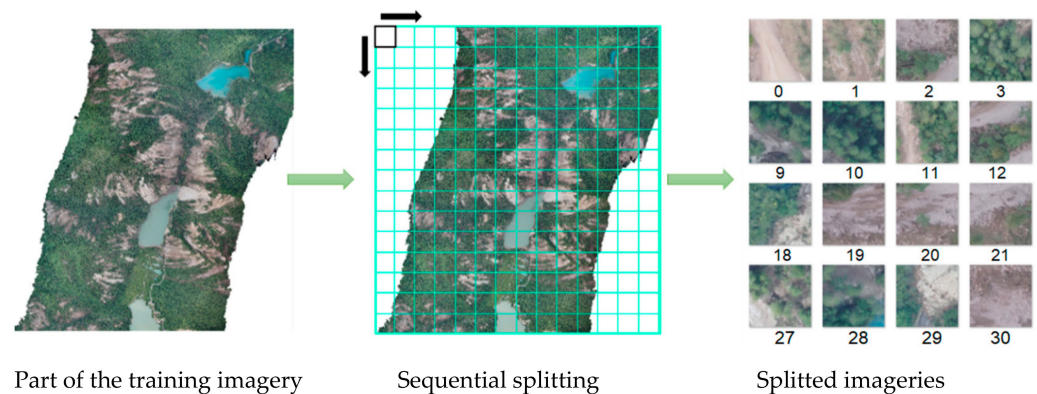 0 1 2 3
9 10 11 12
18 19 20 21
27 28 29 30
Part of the training imagery Sequential splitting Splitted imageries